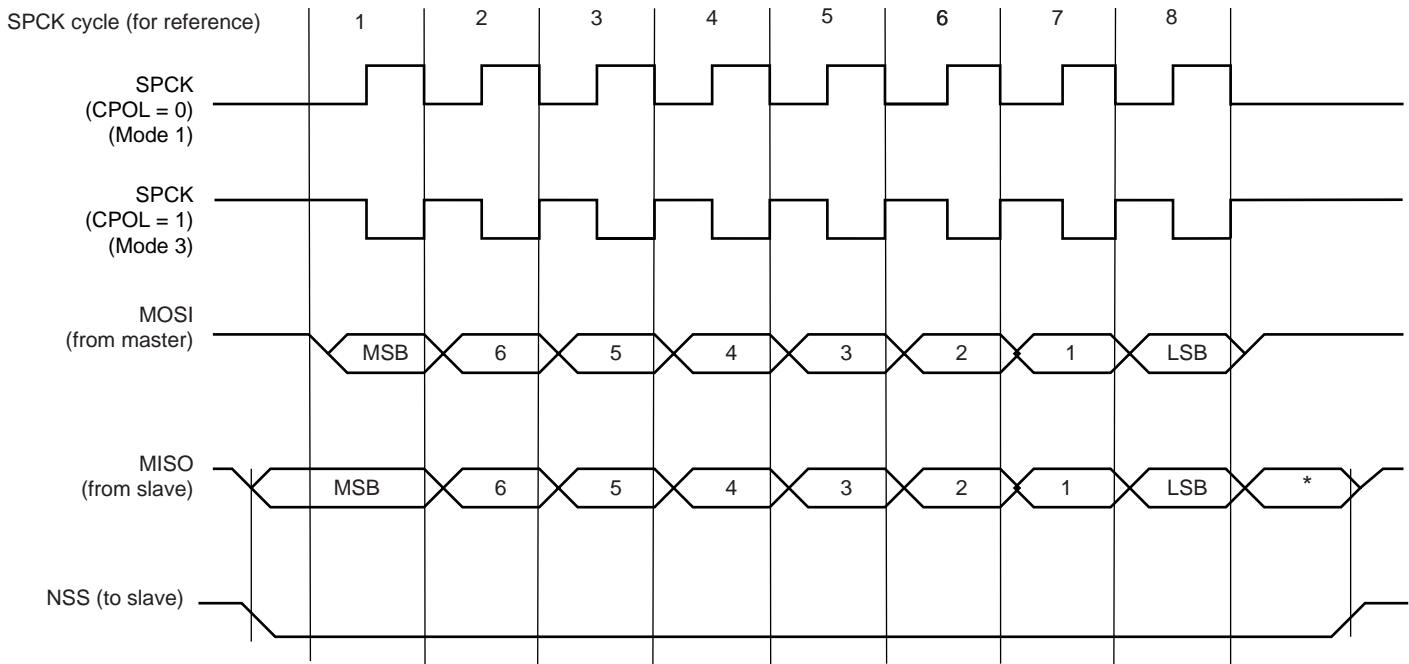 SPCK cycle (for reference) 1 2 3 4 5 6 7 8
SPCK
(CPOL = 0)
(Mode 1)
SPCK
(CPOL = 1)
(Mode 3)
MOSI
(from master)
MSB 6 5 4 3 2 1 LSB
MISO
(from slave)
MSB 6 5 4 3 2 1 LSB *
NSS (to slave)